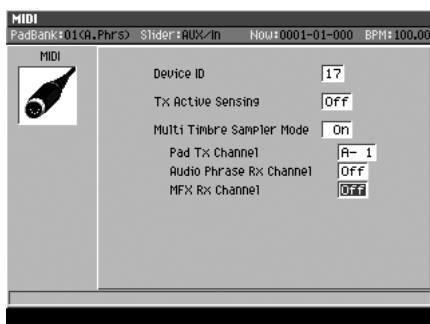 MIDI
PadBank:01(A.Phrs) Slider:AUX/In Now:0001-01-000 BPM:100.00
MIDI
Device ID 17
Tx Active Sensing Off
Multi Timbre Sampler Mode On
Pad Tx Channel A- 1
Audio Phrase Rx Channel Off
MFX Rx Channel Off